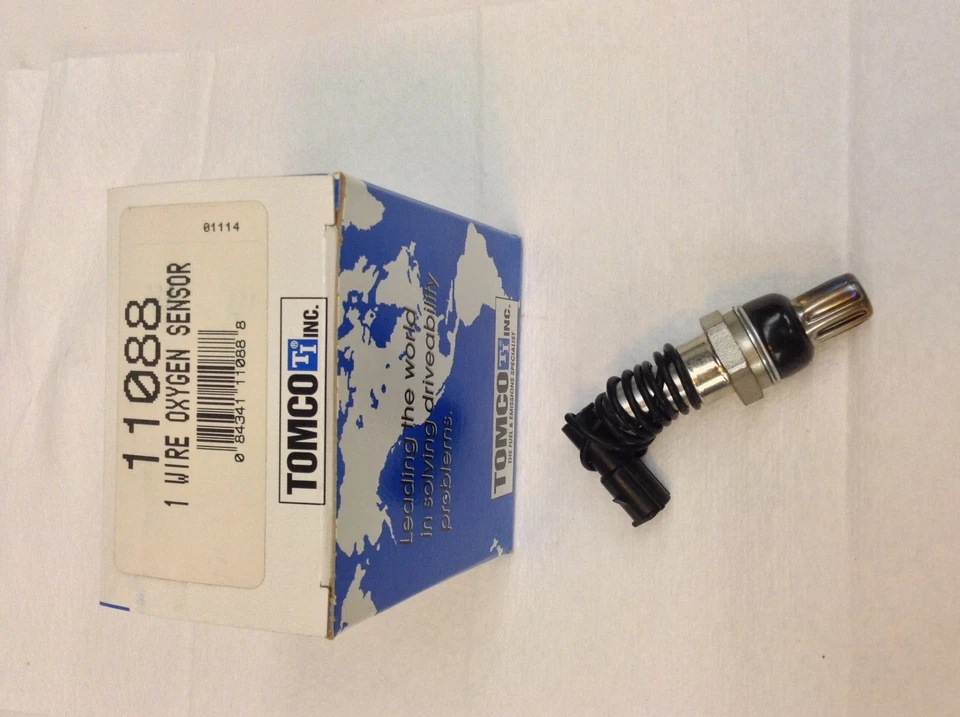 11088
1 WIRE OXYGEN SENSOR
0 84341 11088 8
01114
TOMCO TI® INC.
Leading the world
in solving driveability
problems.
TOMCO TI® INC.
THE FUEL & EMISSIONS SPECIALIST